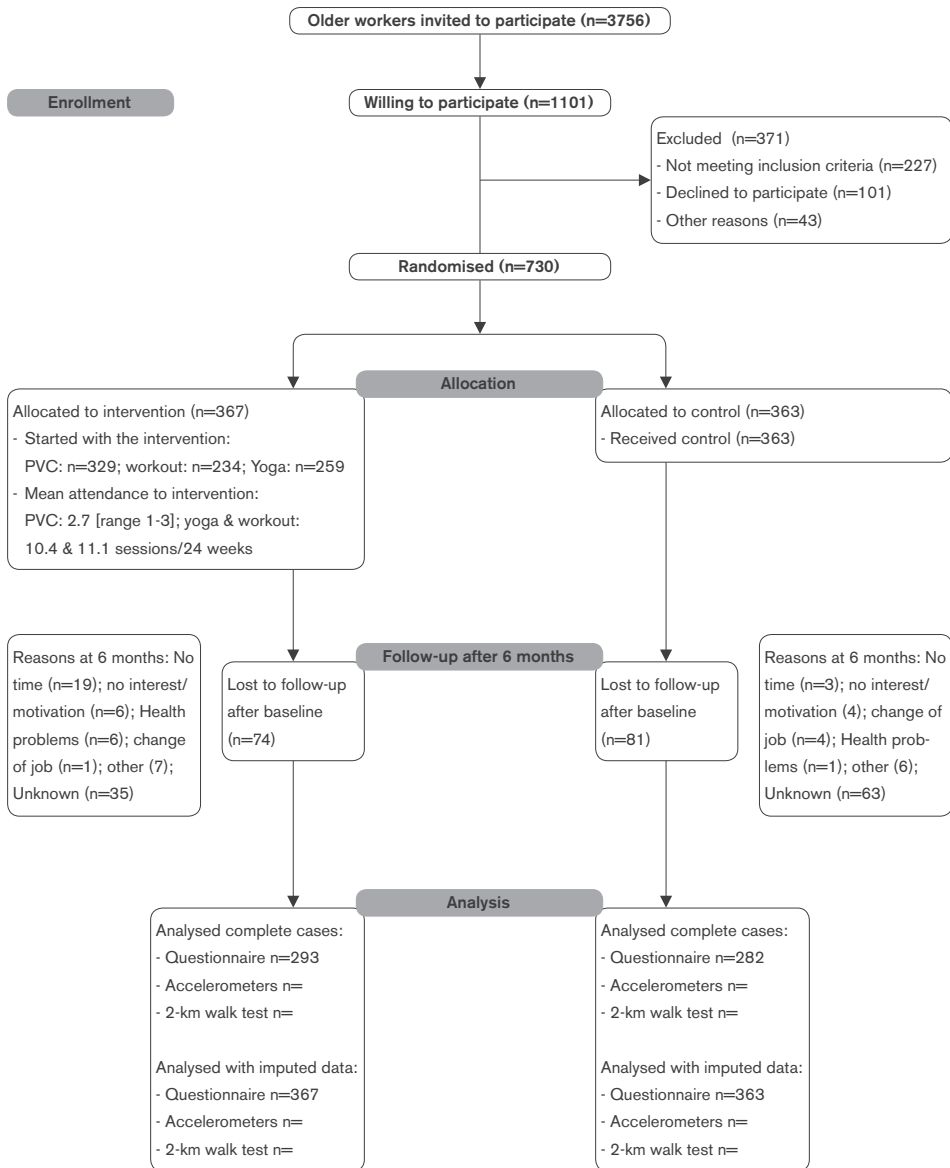 Older workers invited to participate (n=3756)
Enrollment
Willing to participate (n=1101)
Excluded (n=371)
- Not meeting inclusion criteria (n=227)
- Declined to participate (n=101)
- Other reasons (n=43)
Randomised (n=730)
Allocation
Allocated to intervention (n=367)
- Started with the intervention:
PVC: n=329; workout: n=234; Yoga: n=259
- Mean attendance to intervention:
PVC: 2.7 [range 1-3]; yoga & workout:
10.4 & 11.1 sessions/24 weeks
Allocated to control (n=363)
- Received control (n=363)
Follow-up after 6 months
Reasons at 6 months: No
time (n=19); no interest/
motivation (n=6); Health
problems (n=6); change
of job (n=1); other (7);
Unknown (n=35)
Lost to follow-up
after baseline
(n=74)
Lost to follow-up
after baseline
(n=81)
Reasons at 6 months: No
time (n=3); no interest/
motivation (4); change of
job (n=4); Health prob-
lems (n=1); other (6);
Unknown (n=63)
Analysis
Analysed complete cases:
- Questionnaire n=293
- Accelerometers n=
- 2-km walk test n=
Analysed with imputed data:
- Questionnaire n=367
- Accelerometers n=
- 2-km walk test n=
Analysed complete cases:
- Questionnaire n=282
- Accelerometers n=
- 2-km walk test n=
Analysed with imputed data:
- Questionnaire n=363
- Accelerometers n=
- 2-km walk test n=